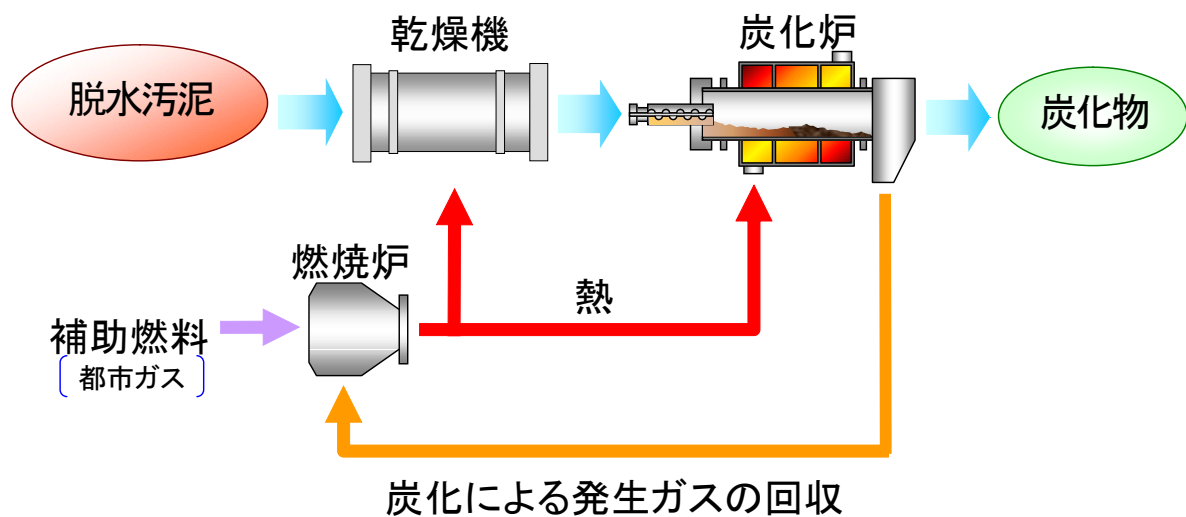 脱水汚泥
乾燥機
炭化炉
炭化物
燃焼炉
熱
補助燃料
都市ガス
炭化による発生ガスの回収